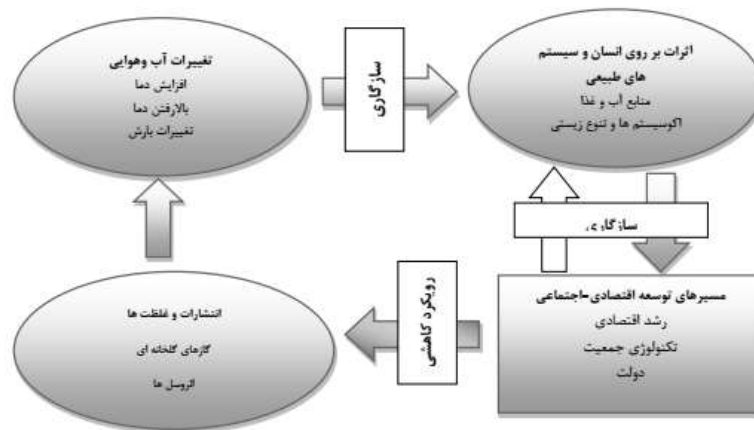 تغییرات آب وهوایی
افزایش دما
بالارفتن دما
تغییرات بارش
سازگاری
اثرات بر روی انسان و سیستم
های طبیعی
منابع آب و غذا
اکوسیستم ها و تنوع زیستی
سازگاری
مسیرهای توسعه اقتصادی-اجتماعی
رشد اقتصادی
تکنولوژی جمعیت
دولت
رویکرد کاهشی
انتشارات و غلظت ها
گازهای گلخانه ای
ائروسل ها